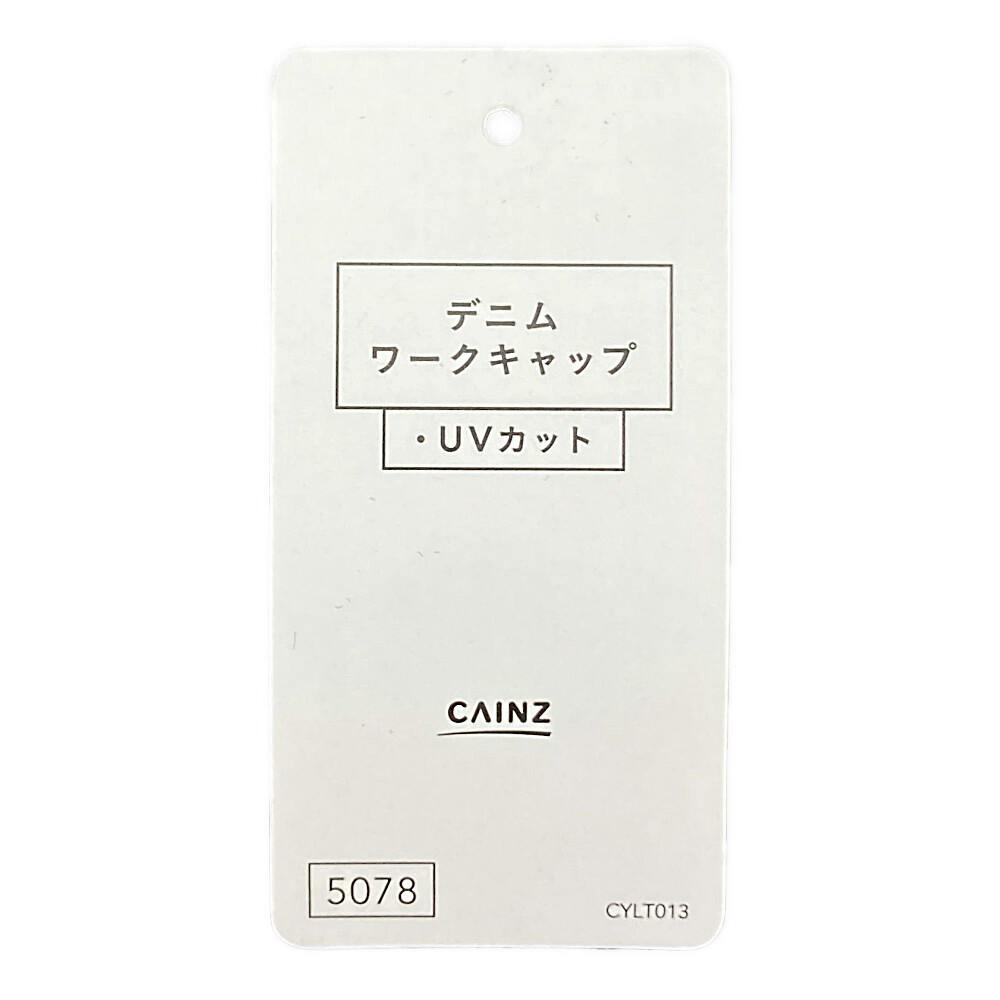 デニム
ワークキャップ
・UVカット
CAINZ
5078
CYLT013